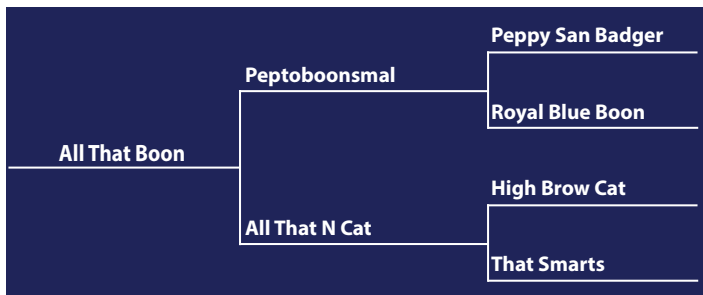 Peppy San Badger
Peptoboonsmal
Royal Blue Boon
All That Boon
High Brow Cat
All That N Cat
That Smarts